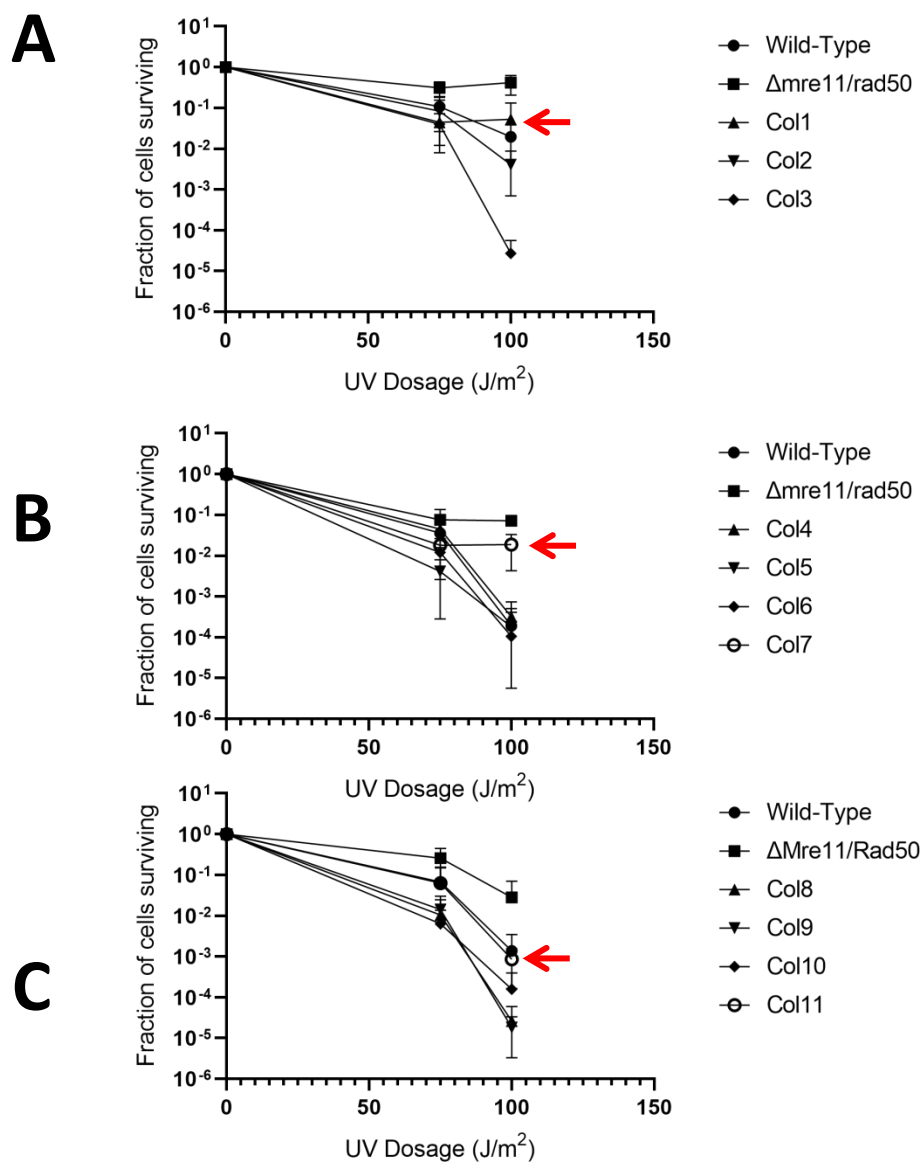 A
Fraction of cells surviving
10¹
10⁰
10⁻¹
10⁻²
10⁻³
10⁻⁴
10⁻⁵
10⁻⁶
0
50
100
150
UV Dosage (J/m²)
Wild-Type
Δmre11/rad50
Col1
Col2
Col3
B
Fraction of cells surviving
10¹
10⁰
10⁻¹
10⁻²
10⁻³
10⁻⁴
10⁻⁵
10⁻⁶
0
50
100
150
UV Dosage (J/m²)
Wild-Type
Δmre11/rad50
Col4
Col5
Col6
Col7
C
Fraction of cells surviving
10¹
10⁰
10⁻¹
10⁻²
10⁻³
10⁻⁴
10⁻⁵
10⁻⁶
0
50
100
150
UV Dosage (J/m²)
Wild-Type
ΔMre11/Rad50
Col8
Col9
Col10
Col11